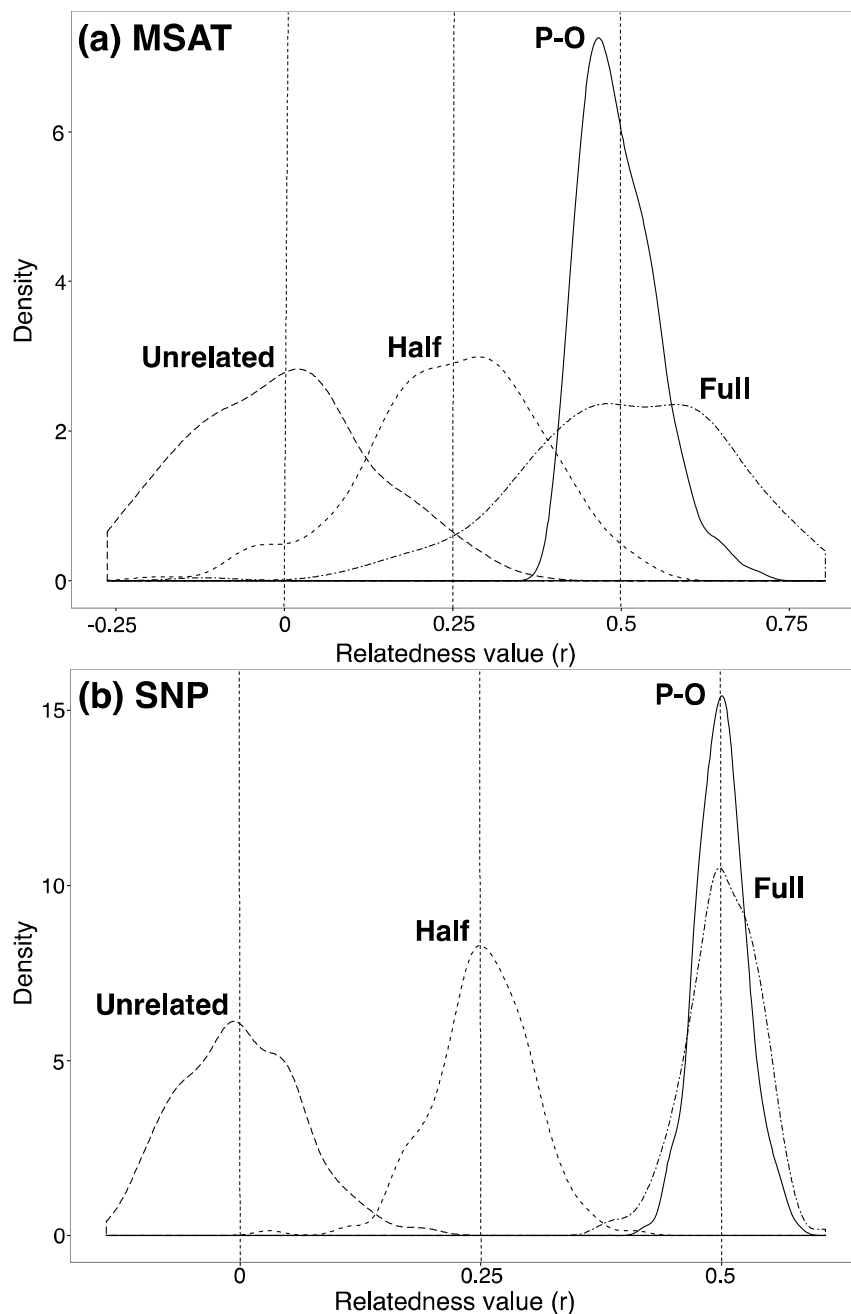 (a) MSAT
P-O
6
4
2
0
Density
Unrelated
Half
Full
-0.25 0 0.25 0.5 0.75
Relatedness value (r)
(b) SNP
P-O
15
10
5
0
Density
Full
Half
Unrelated
0 0.25 0.5
Relatedness value (r)